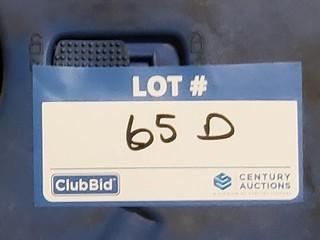 LOT #
65 D
ClubBid
CENTURY
AUCTIONS